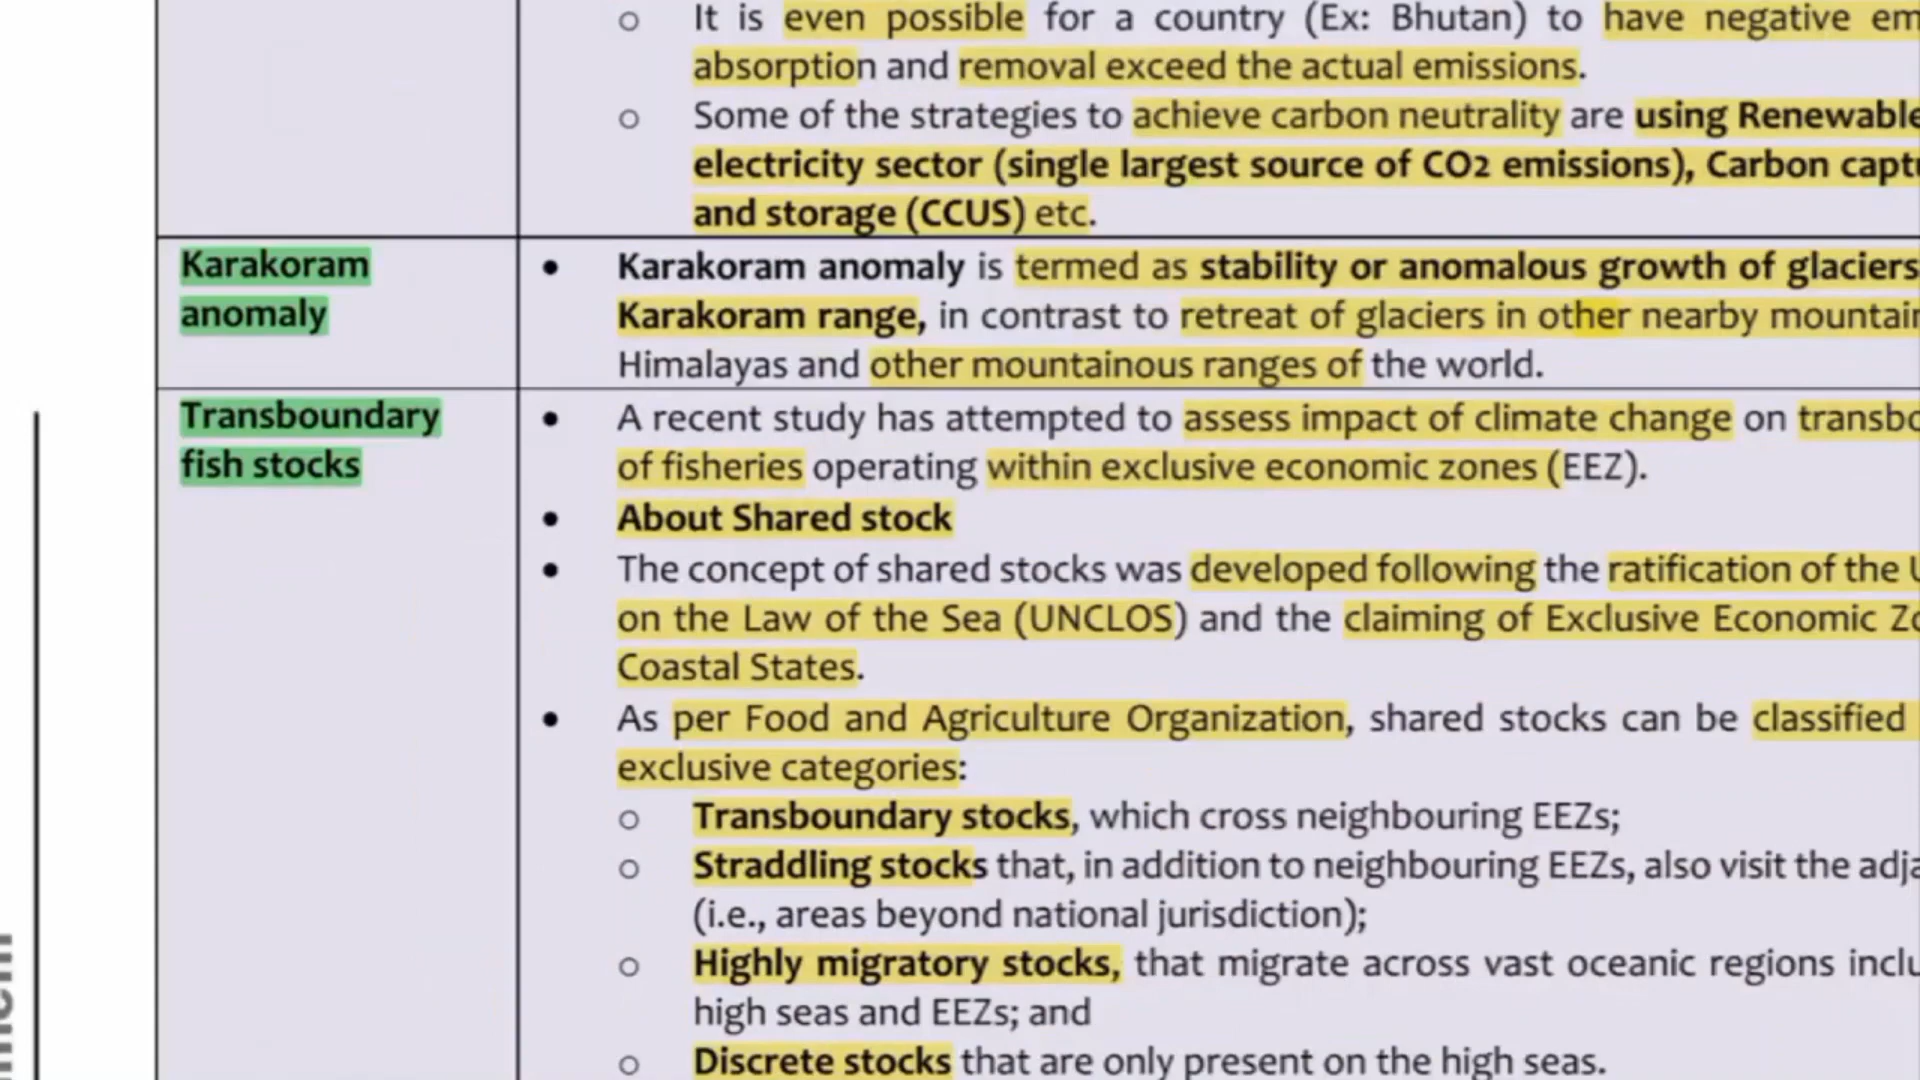 It is even possible for a country (Ex: Bhutan) to have negative
absorption and removal exceed the actual emissions.
Some of the strategies to achieve carbon neutrality are using Renewable
electricity sector (single largest source of CO2 emissions), Carbon
and storage (CCUS) etc.
Karakoram
anomaly
Karakoram anomaly is termed as stability or anomalous growth of glaciers
Karakoram range, in contrast to retreat of glaciers in other nearby
Himalayas and other mountainous ranges of the world.
Transboundary
fish stocks
A recent study has attempted to assess impact of climate change on
of fisheries operating within exclusive economic zones (EEZ).
About Shared stock
The concept of shared stocks was developed following the ratification of the
on the Law of the Sea (UNCLOS) and the claiming of Exclusive Economic
Coastal States.
As per Food and Agriculture Organization, shared stocks can be classified
exclusive categories:
Transboundary stocks, which cross neighbouring EEZs;
Straddling stocks that, in addition to neighbouring EEZs, also visit the
(i.e., areas beyond national jurisdiction);
Highly migratory stocks, that migrate across vast oceanic regions
high seas and EEZs; and
Discrete stocks that are only present on the high seas.